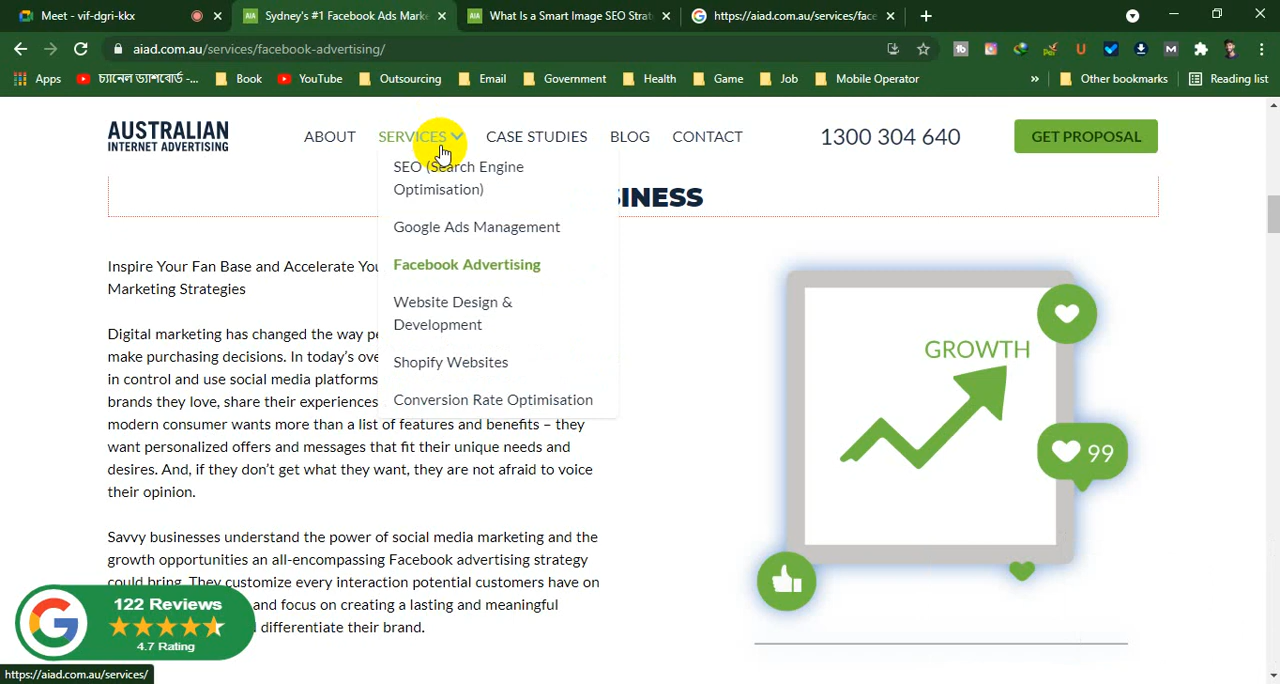 Meet - vif-dgri-kkx
Sydney's #1 Facebook Ads Marke
What Is a Smart Image SEO Strat
https://aiad.com.au/services/face
aiad.com.au/services/facebook-advertising/
Apps
চ্যানেল ড্যাশবোর্ড -...
Book
YouTube
Outsourcing
Email
Government
Health
Game
Job
Mobile Operator
»
Other bookmarks
Reading list
AUSTRALIAN
INTERNET ADVERTISING
ABOUT
SERVICES
CASE STUDIES
BLOG
CONTACT
1300 304 640
GET PROPOSAL
SEO (Search Engine
Optimisation)
Google Ads Management
Facebook Advertising
Website Design &
Development
Shopify Websites
Conversion Rate Optimisation
SINESS
Inspire Your Fan Base and Accelerate You
Marketing Strategies
Digital marketing has changed the way pe
make purchasing decisions. In today's ove
in control and use social media platforms
brands they love, share their experiences
modern consumer wants more than a list of features and benefits – they
want personalized offers and messages that fit their unique needs and
desires. And, if they don't get what they want, they are not afraid to voice
their opinion.
Savvy businesses understand the power of social media marketing and the
growth opportunities an all-encompassing Facebook advertising strategy
could bring. They customize every interaction potential customers have on
and focus on creating a lasting and meaningful
differentiate their brand.
GROWTH
99
122 Reviews
4.7 Rating
https://aiad.com.au/services/